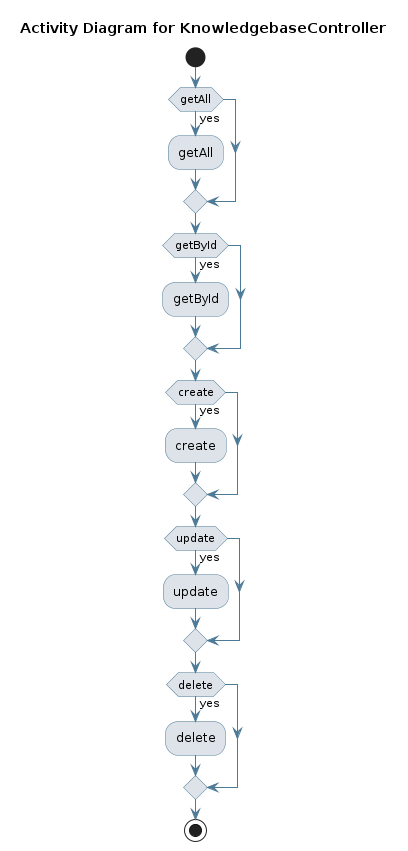 Activity Diagram for KnowledgebaseController
getAll
yes
getAll
getById
yes
getById
create
yes
create
update
yes
update
delete
yes
delete